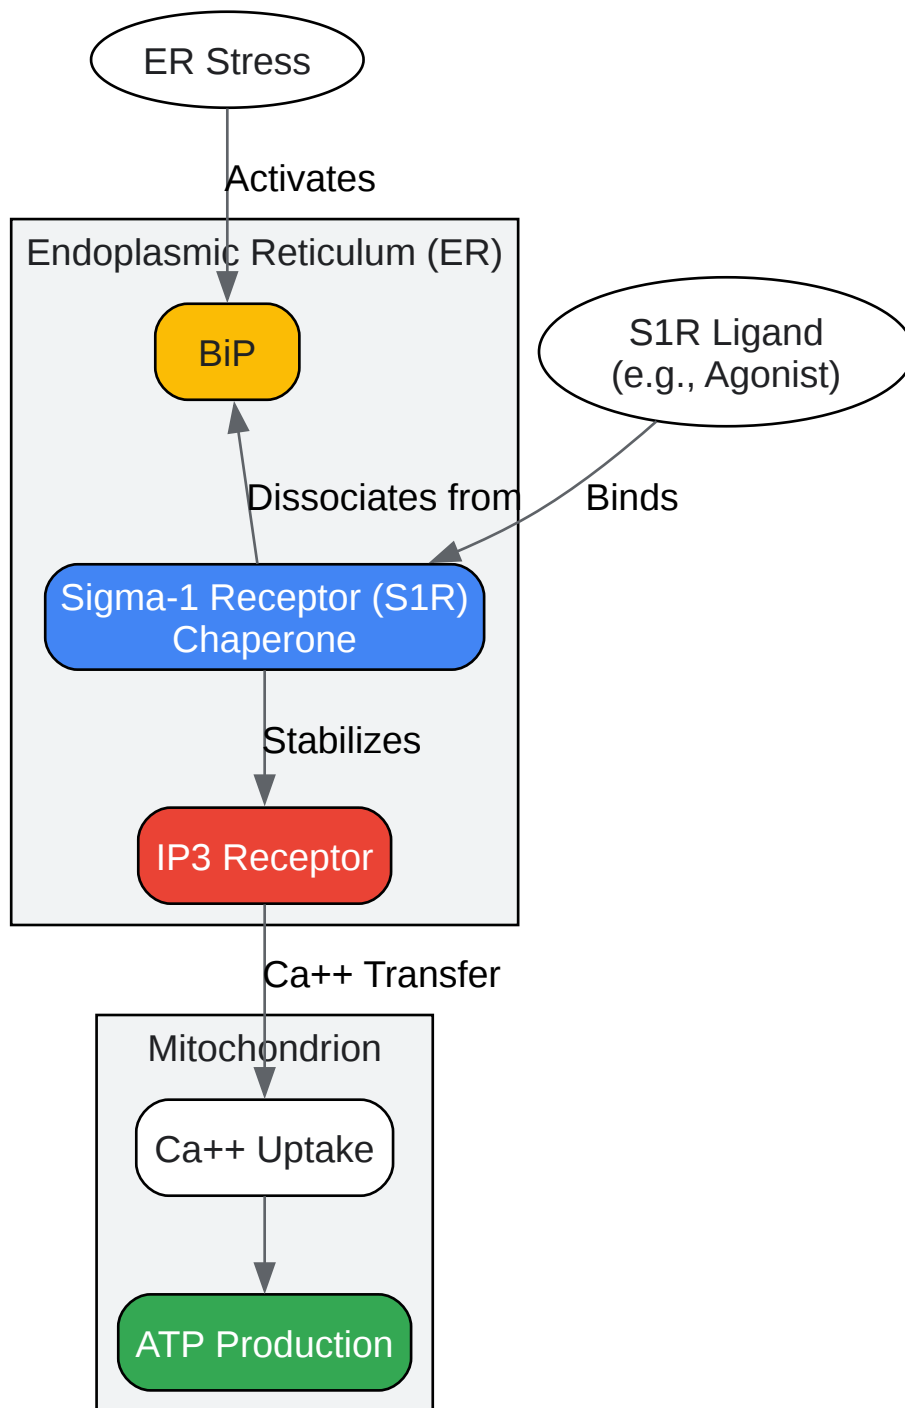 ER Stress
Activates
Endoplasmic Reticulum (ER)
BiP
S1R Ligand
(e.g., Agonist)
Dissociates from
Binds
Sigma-1 Receptor (S1R)
Chaperone
Stabilizes
IP3 Receptor
Ca++ Transfer
Mitochondrion
Ca++ Uptake
ATP Production